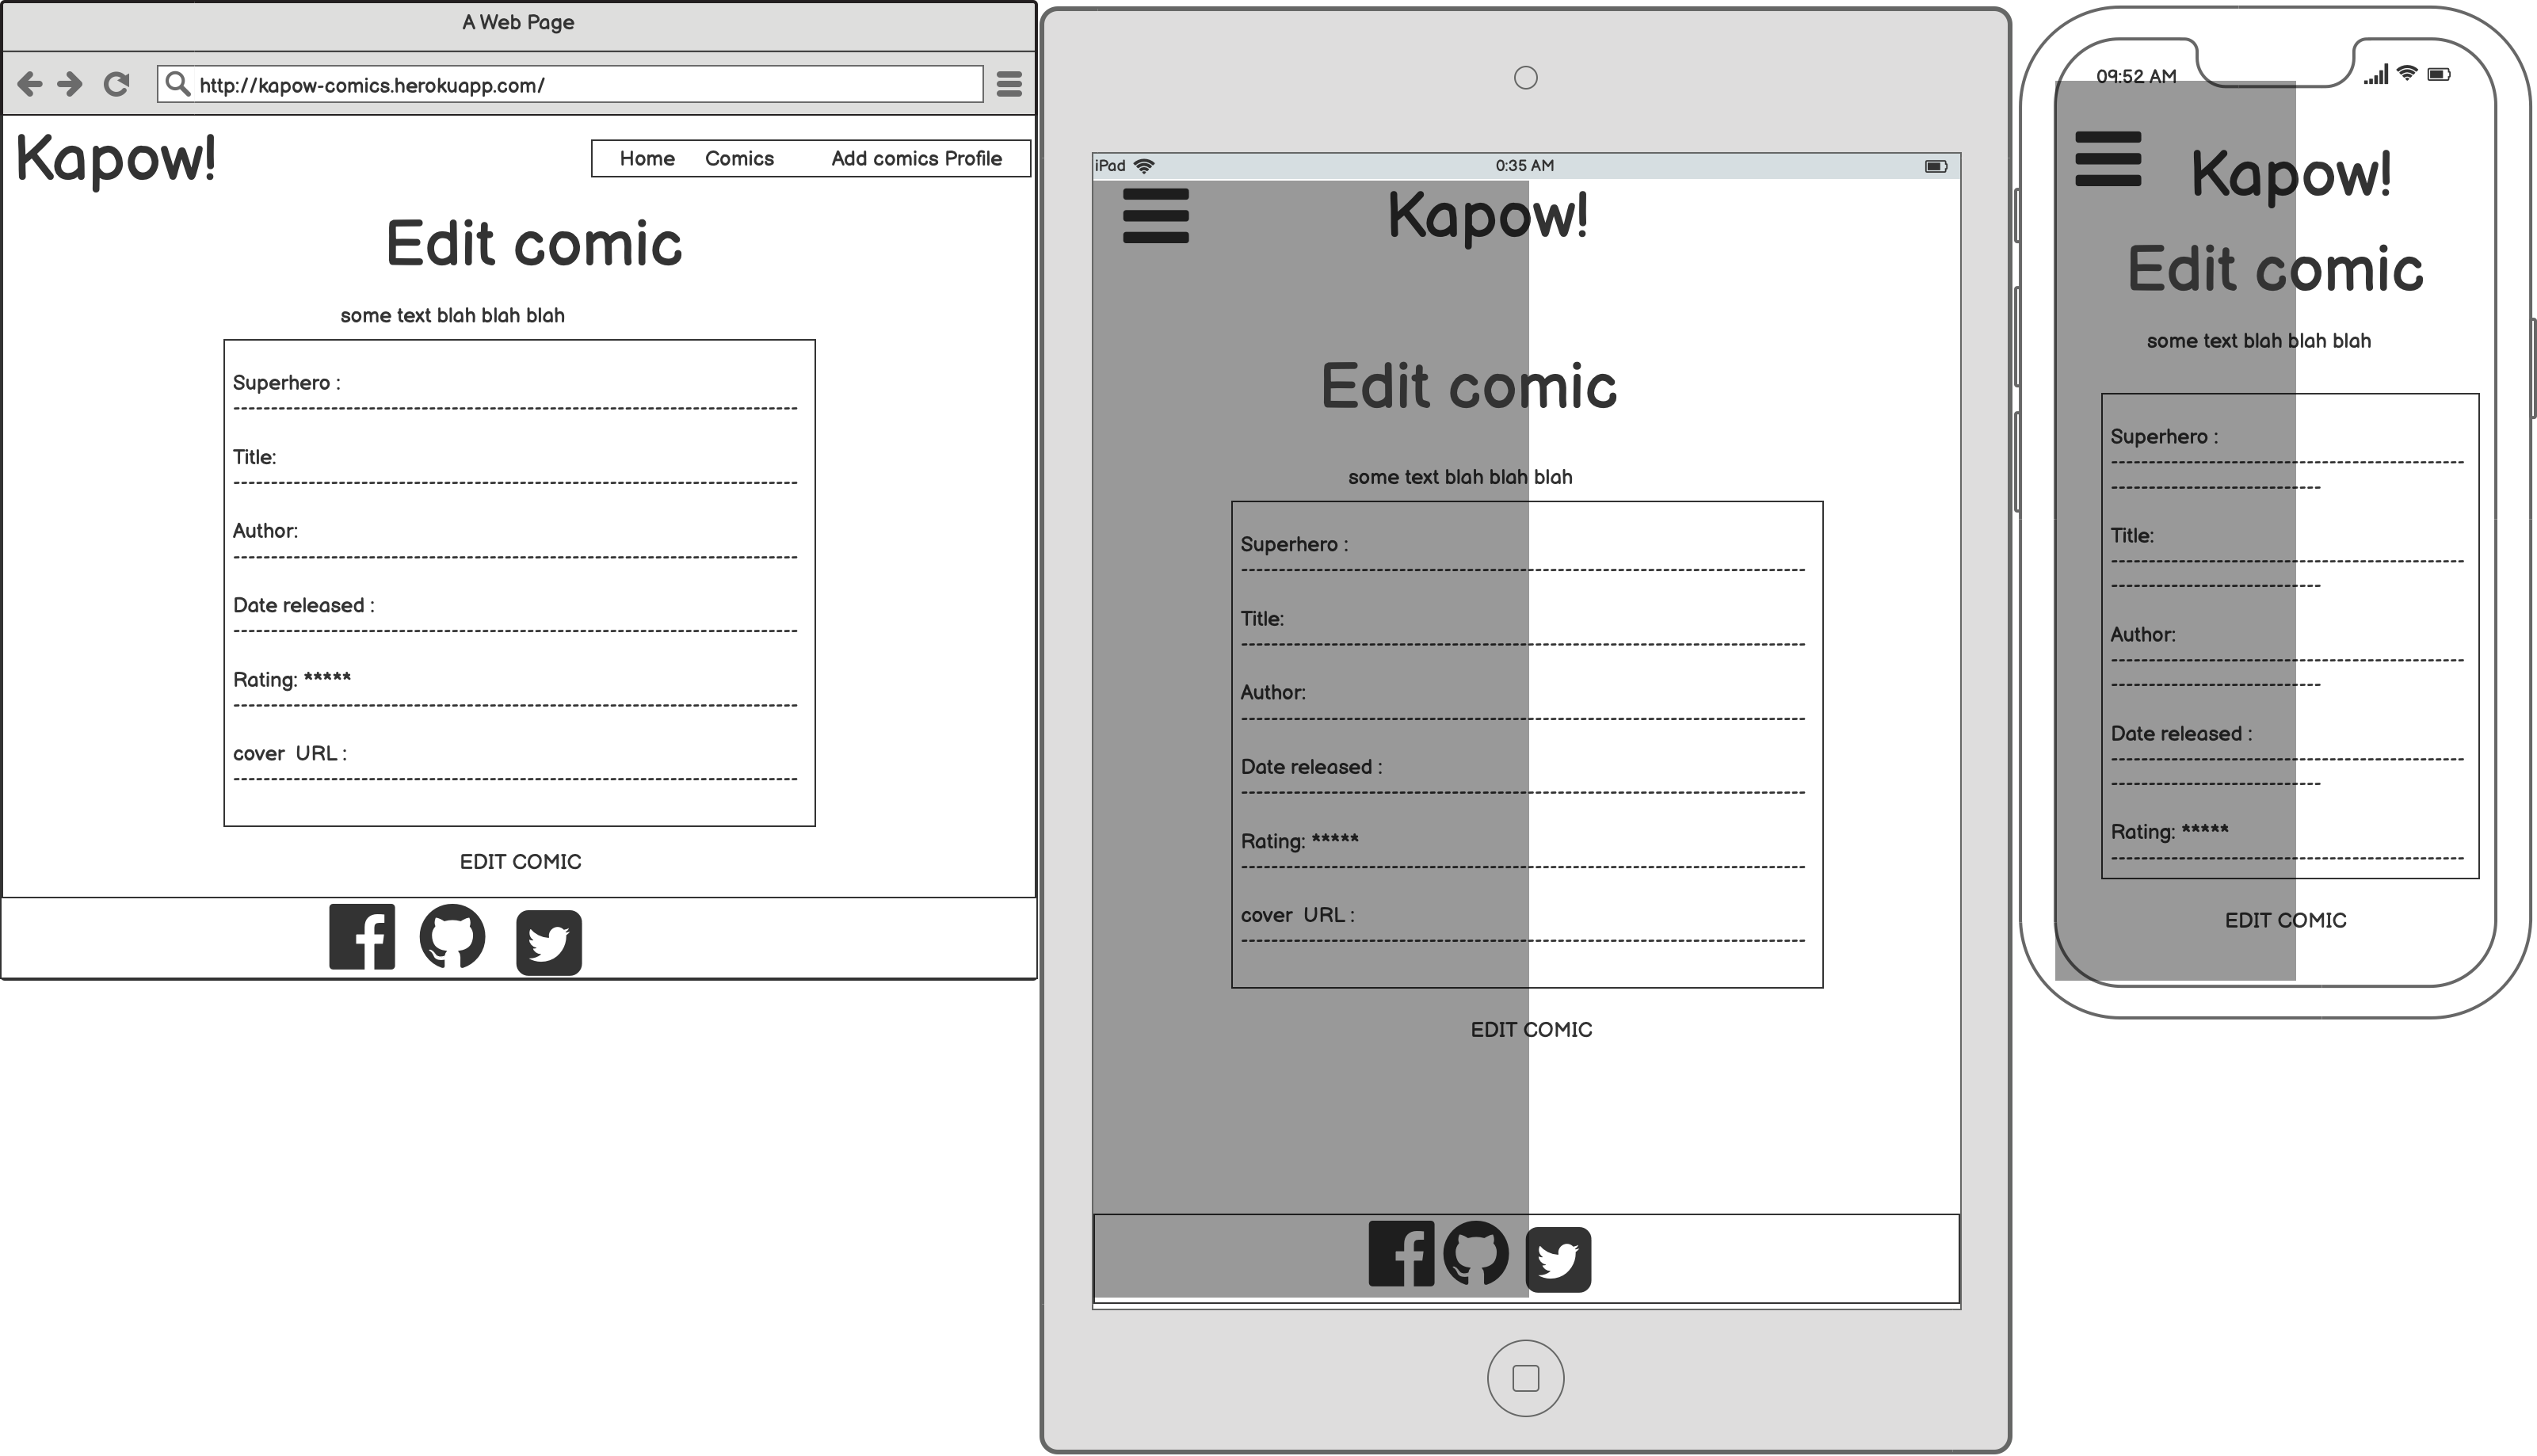 A Web Page
http://kapow-comics.herokuapp.com/
Kapow!
Home Comics Add comics Profile
Edit comic
some text blah blah blah
Superhero :
Title:
Author:
Date released :
Rating: *****
cover URL :
EDIT COMIC
iPad 0:35 AM
Kapow!
Edit comic
some text blah blah blah
Superhero :
Title:
Author:
Date released :
Rating: *****
cover URL :
EDIT COMIC
09:52 AM
Kapow!
Edit comic
some text blah blah blah
Superhero :
Title:
Author:
Date released :
Rating: *****
EDIT COMIC